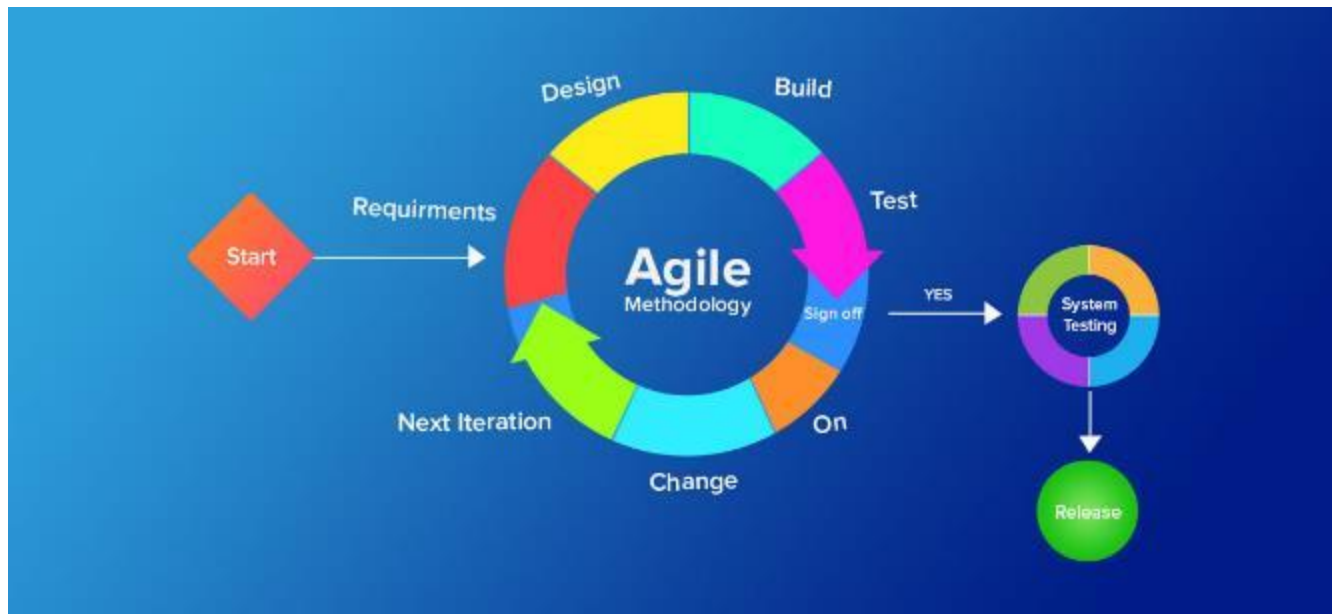 Design
Build
Requirments
Test
Start
Agile
Methodology
Sign off
YES
System
Testing
Next Iteration
On
Change
Release